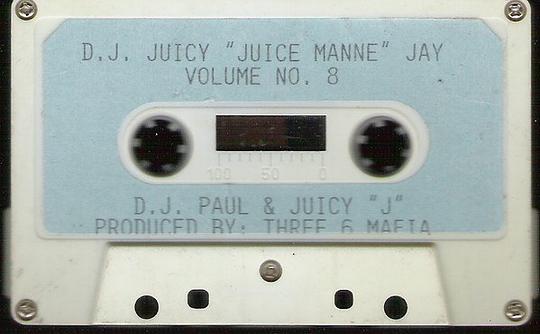 D.J. JUICY "JUICE MANNE" JAY
VOLUME NO. 8
100 50 0
D.J. PAUL & JUICY "J"
PRODUCED BY: THREE 6 MAFIA